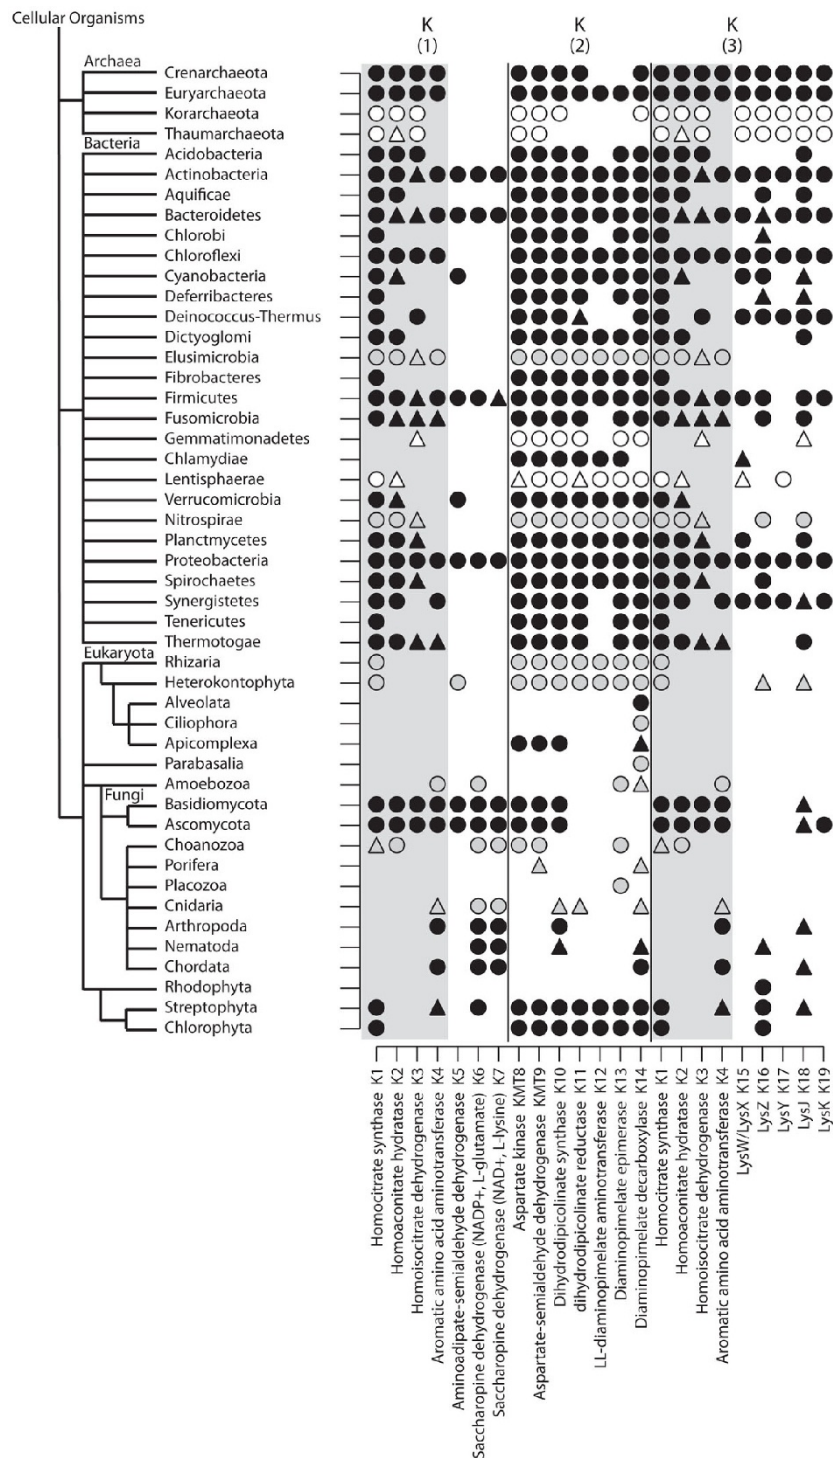 Cellular Organisms
K
(1)
K
(2)
K
(3)
Archaea
Crenarchaeota
Euryarchaeota
Korarchaeota
Thaumarchaeota
Bacteria
Acidobacteria
Actinobacteria
Aquificae
Bacteroidetes
Chlorobi
Chloroflexi
Cyanobacteria
Deferribacteres
Deinococcus-Thermus
Dictyoglomi
Elusimicrobia
Fibrobacteres
Firmicutes
Fusomicrobia
Gemmatimonadetes
Chlamydiae
Lentisphaerae
Verrucomicrobia
Nitrospirae
Planctmycetes
Proteobacteria
Spirochaetes
Synergistetes
Tenericutes
Thermotogae
Eukaryota
Rhizaria
Heterokontophyta
Alveolata
Ciliophora
Apicomplexa
Parabasalia
Amoebozoa
Fungi
Basidiomycota
Ascomycota
Choanozoa
Porifera
Placozoa
Cnidaria
Arthropoda
Nematoda
Chordata
Rhodophyta
Streptophyta
Chlorophyta
Homocitrate synthase K1
Homoaconitate hydratase K2
Homoisocitrate dehydrogenase K3
Aromatic amino acid aminotransferase K4
Aminoadipate-semialdehyde dehydrogenase K5
Saccharopine dehydrogenase (NADP+, L-glutamate) K6
Saccharopine dehydrogenase (NAD+, L-lysine) K7
Aspartate kinase KMT8
Aspartate-semialdehyde dehydrogenase KMT9
Dihydrodipicolinate synthase K10
dihydrodipicolinate reductase K11
LL-diaminopimelate aminotransferase K12
Diaminopimelate epimerase K13
Diaminopimelate decarboxylase K14
Homocitrate synthase K1
Homoaconitate hydratase K2
Homoisocitrate dehydrogenase K3
Aromatic amino acid aminotransferase K4
LysW/LysX K15
LysZ K16
LysY K17
LysJ K18
LysK K19